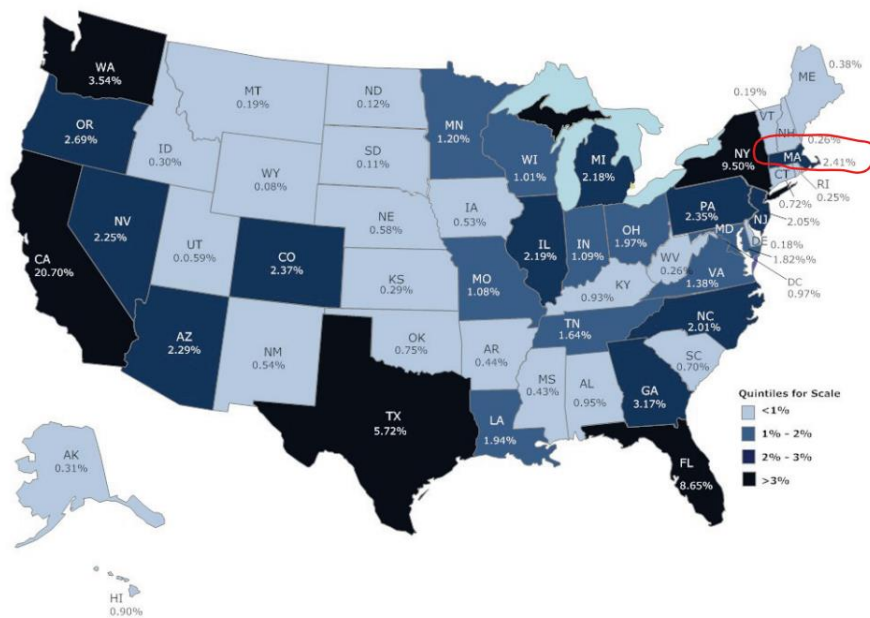 WA
3.54%
MT
0.19%
ND
0.12%
MN
1.20%
ME
0.38%
0.19%
VT
NH
0.26%
OR
2.69%
ID
0.30%
SD
0.11%
WI
1.01%
MI
2.18%
NY
9.50%
MA
2.41%
CT
RI
0.25%
0.72%
WY
0.08%
IA
0.53%
NE
0.58%
PA
2.35%
NJ
2.05%
NV
2.25%
UT
0.0.59%
CO
2.37%
IL
2.19%
IN
1.09%
OH
1.97%
MD
DE
0.18%
1.82%%
CA
20.70%
KS
0.29%
MO
1.08%
WV
0.26%
VA
1.38%
DC
0.97%
KY
0.93%
AZ
2.29%
NM
0.54%
OK
0.75%
AR
0.44%
TN
1.64%
NC
2.01%
SC
0.70%
MS
0.43%
AL
0.95%
GA
3.17%
TX
5.72%
LA
1.94%
FL
8.65%
Quintiles for Scale
<1%
1% - 2%
2% - 3%
>3%
AK
0.31%
HI
0.90%